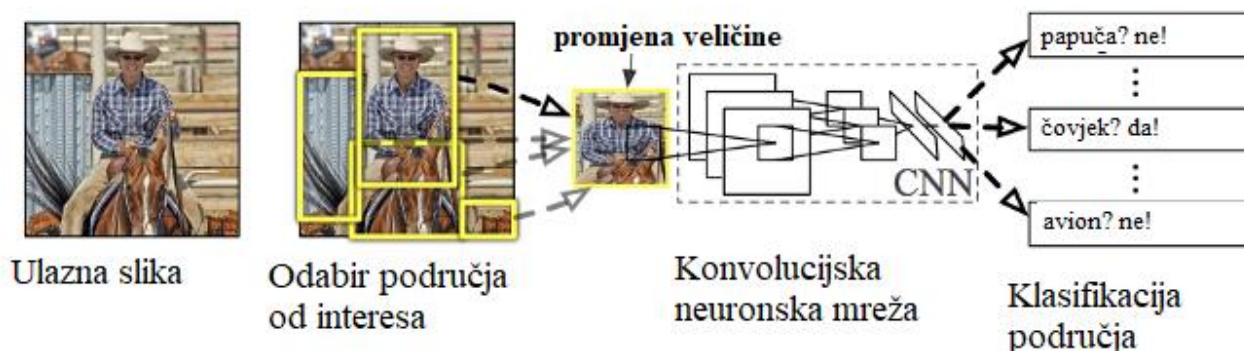 promjena veličine
papuča? ne!
čovjek? da!
avion? ne!
CNN
Ulazna slika
Odabir područja
od interesa
Konvolucijska
neuronska mreža
Klasifikacija
područja